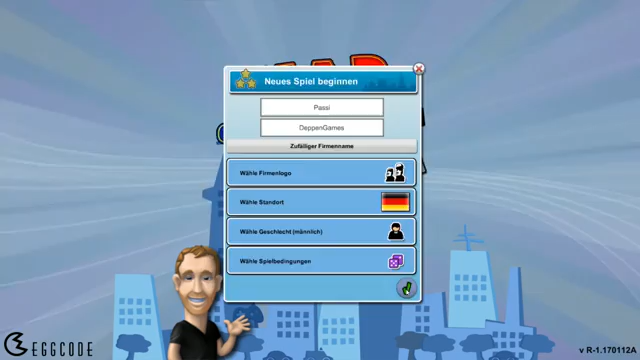 Neues Spiel beginnen
Passi
DeppenGames
Zufälliger Firmenname
Wähle Firmenlogo
Wähle Standort
Wähle Geschlecht (männlich)
Wähle Spielbedingungen
EGGCODE
v R-1.170112A